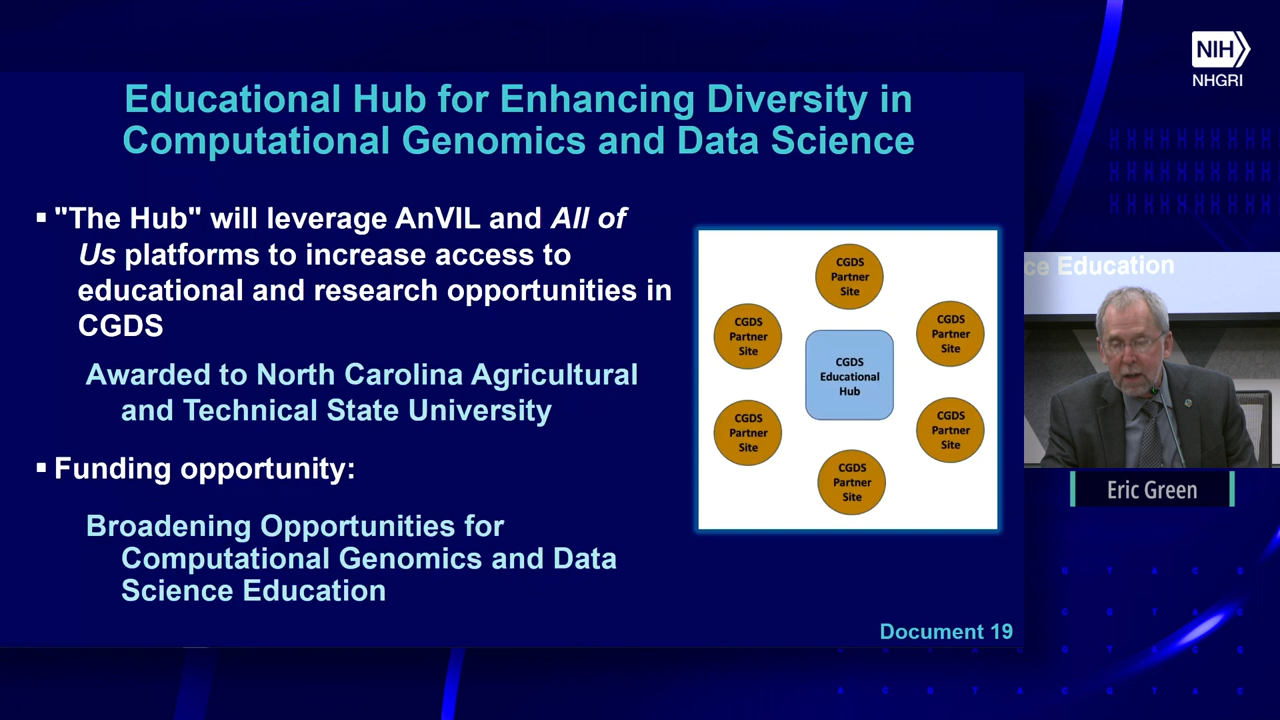 NIH
NHGRI
Educational Hub for Enhancing Diversity in
Computational Genomics and Data Science
▪ "The Hub" will leverage AnVIL and All of
Us platforms to increase access to
educational and research opportunities in
CGDS
Awarded to North Carolina Agricultural
and Technical State University
▪ Funding opportunity:
Broadening Opportunities for
Computational Genomics and Data
Science Education
CGDS
Partner
Site
CGDS
Partner
Site
CGDS
Partner
Site
CGDS
Educational
Hub
CGDS
Partner
Site
CGDS
Partner
Site
CGDS
Partner
Site
Document 19
ce Education
Eric Green